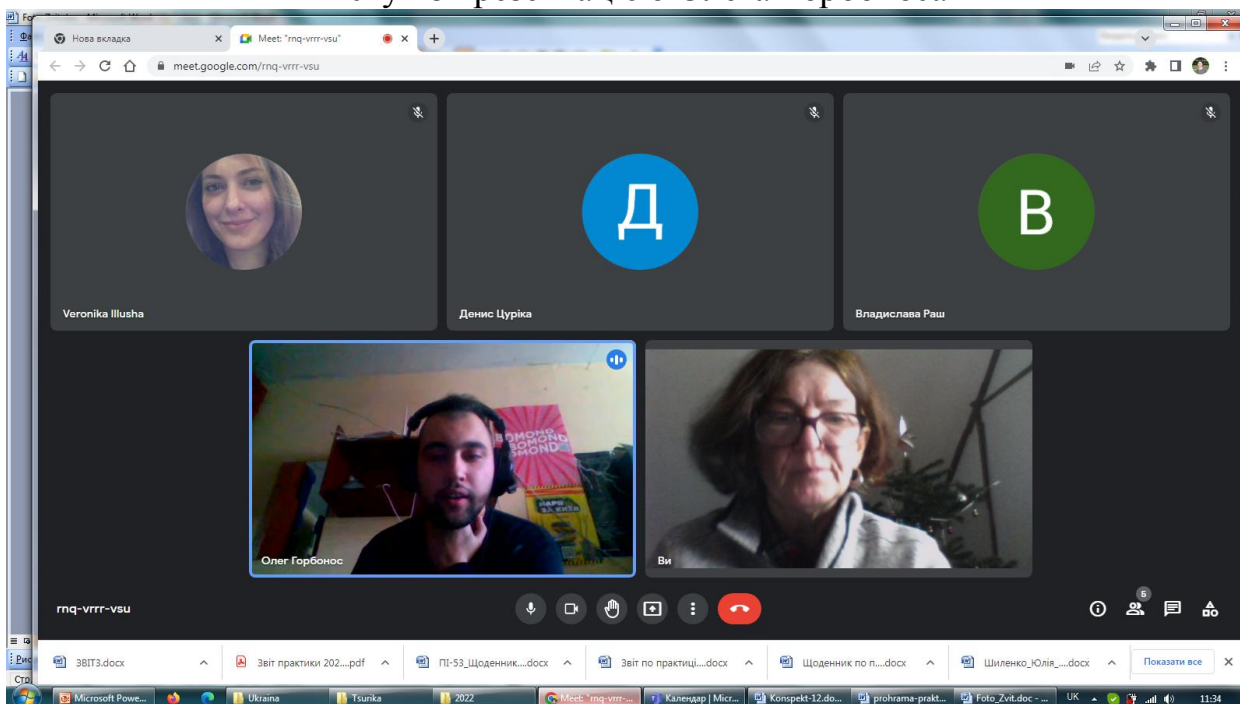 Нова вкладка
Meet: "rnq-vrrr-vsu"
meet.google.com/rnq-vrrr-vsu
Veronika Illusha
Денис Цуріка
Владислава Раш
Д
В
BOMOND
Олег Горбонос
Ви
rnq-vrrr-vsu
5
ЗВІТ3.docx
Звіт практики 202....pdf
ПІ-53_Щоденник....docx
Звіт по практиці....docx
Щоденник по п....docx
Шиленко_Юлія_....docx
Показати все
Microsoft Powe...
Ukraina
Tsurika
2022
Meet: "rnq-vrrr-...
Календар | Micr...
Konspekt-12.do...
prohrama-prakt...
Foto_Zvit.doc - ...
UK
11:34